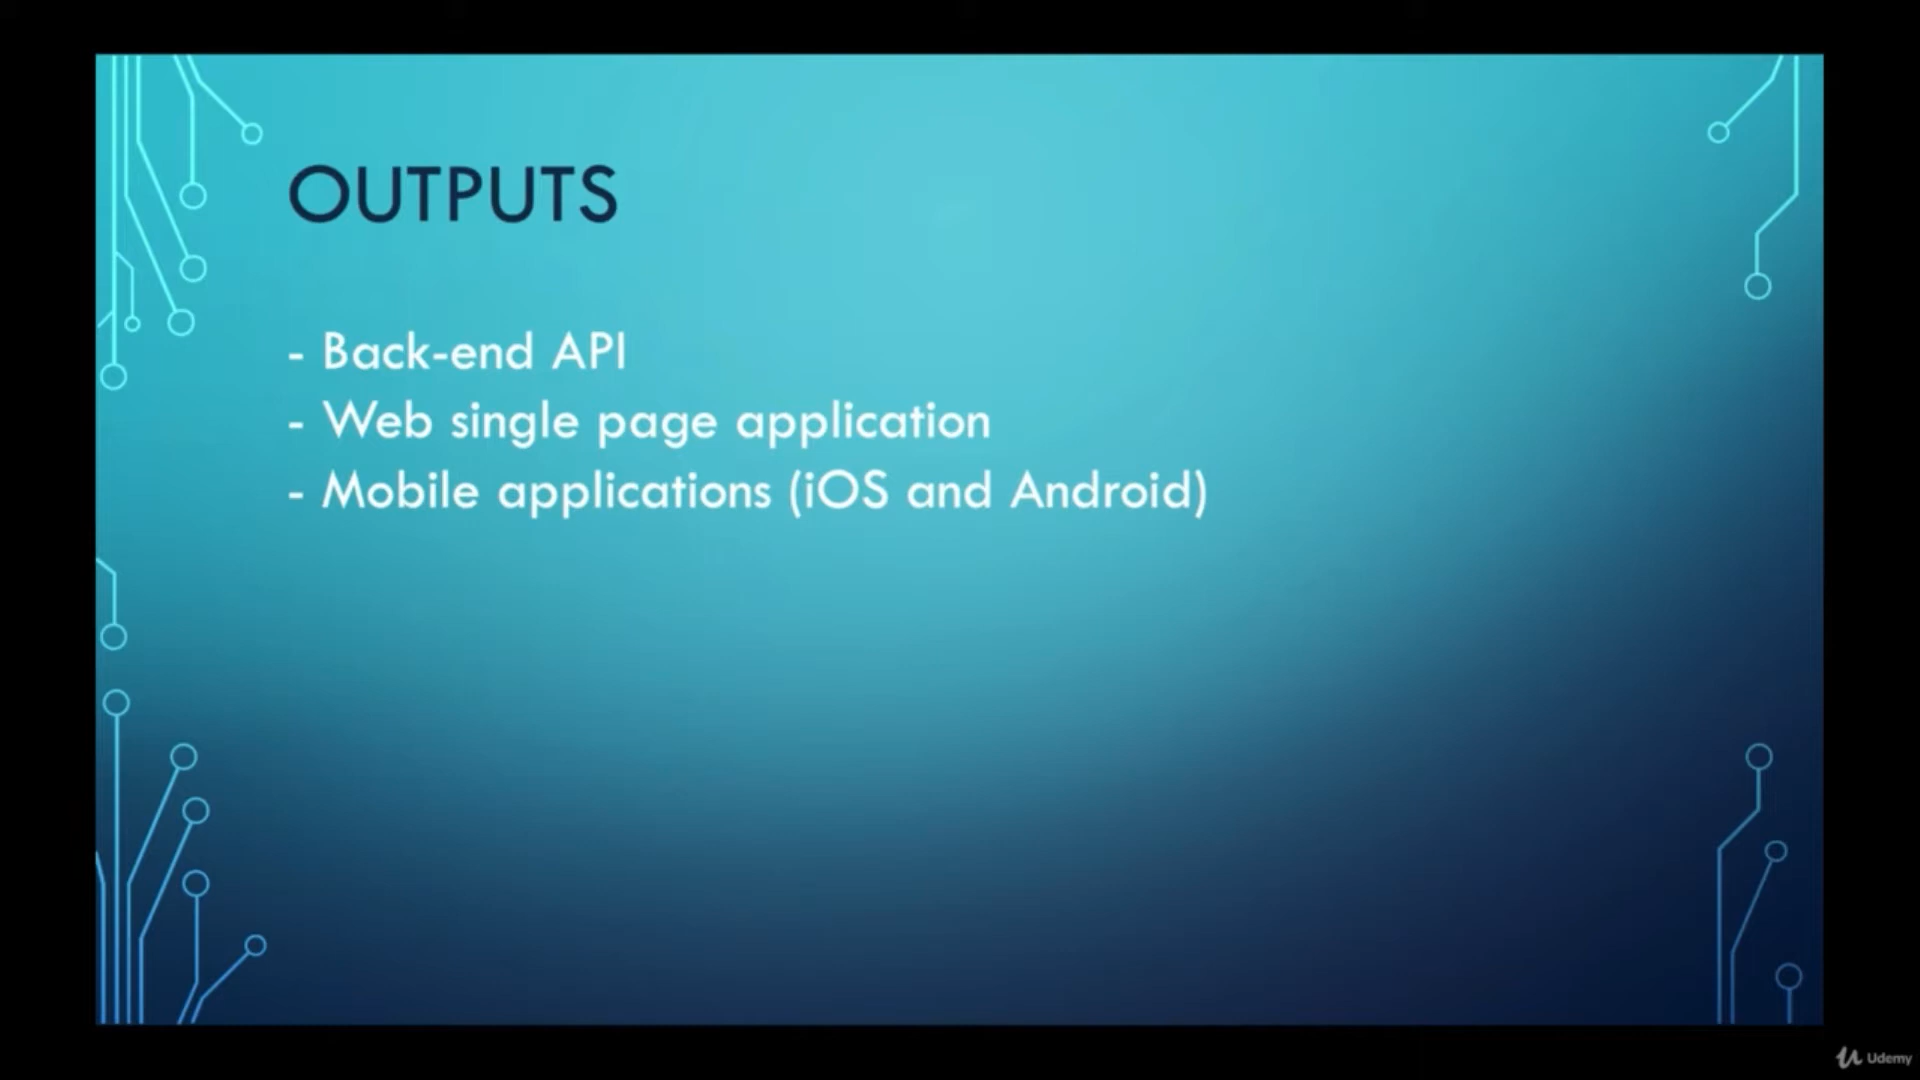 OUTPUTS
- Back-end API
- Web single page application
- Mobile applications (iOS and Android)
Udemy